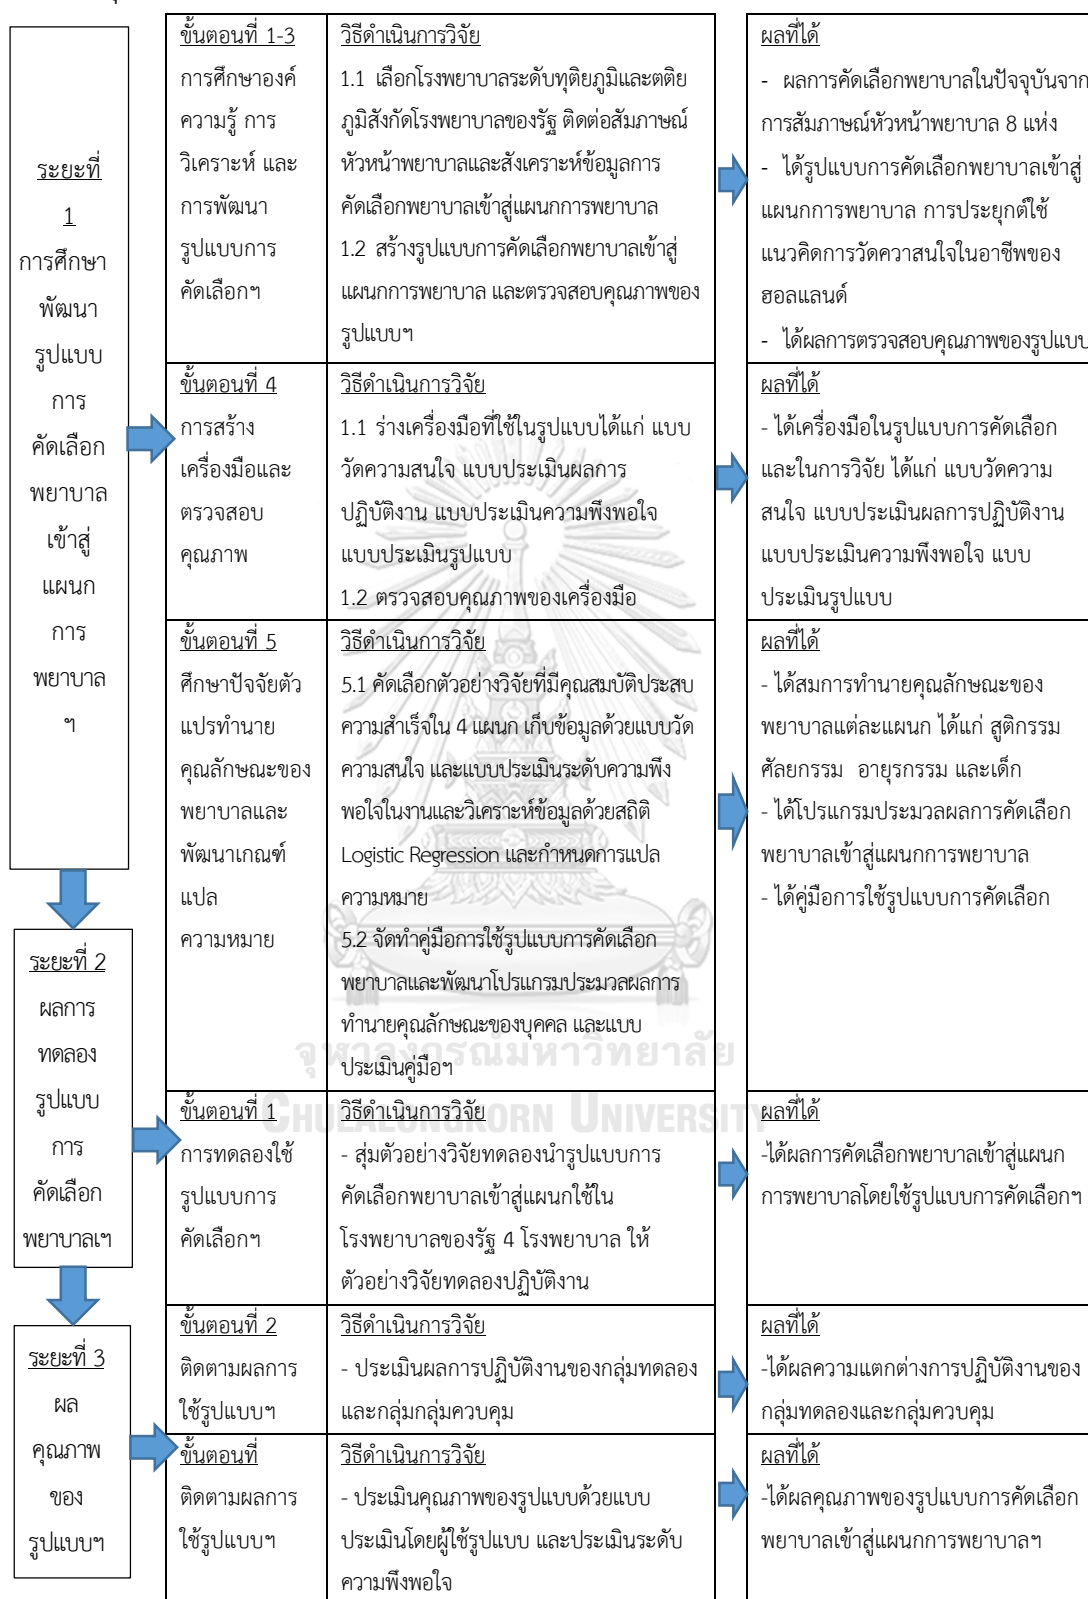 ระยะที่
1
การศึกษา
พัฒนา
รูปแบบ
การ
คัดเลือก
พยาบาล
เข้าสู่
แผนก
การ
พยาบาล
ฯ
ขั้นตอนที่ 1-3
การศึกษาองค์
ความรู้ การ
วิเคราะห์ และ
การพัฒนา
รูปแบบการ
คัดเลือกฯ
วิธีดำเนินการวิจัย
1.1 เลือกโรงพยาบาลระดับทุติยภูมิและตติย
ภูมิสังกัดโรงพยาบาลของรัฐ ติดต่อสัมภาษณ์
หัวหน้าพยาบาลและสังเคราะห์ข้อมูลการ
คัดเลือกพยาบาลเข้าสู่แผนกการพยาบาล
1.2 สร้างรูปแบบการคัดเลือกพยาบาลเข้าสู่
แผนกการพยาบาล และตรวจสอบคุณภาพของ
รูปแบบฯ
ผลที่ได้
- ผลการคัดเลือกพยาบาลในปัจจุบันจาก
การสัมภาษณ์หัวหน้าพยาบาล 8 แห่ง
- ได้รูปแบบการคัดเลือกพยาบาลเข้าสู่
แผนกการพยาบาล การประยุกต์ใช้
แนวคิดการวัดความสนใจในอาชีพของ
ฮอลแลนด์
- ได้ผลการตรวจสอบคุณภาพของรูปแบบ
ขั้นตอนที่ 4
การสร้าง
เครื่องมือและ
ตรวจสอบ
คุณภาพ
วิธีดำเนินการวิจัย
1.1 ร่างเครื่องมือที่ใช้ในรูปแบบได้แก่ แบบ
วัดความสนใจ แบบประเมินผลการ
ปฏิบัติงาน แบบประเมินความพึงพอใจ
แบบประเมินรูปแบบ
1.2 ตรวจสอบคุณภาพของเครื่องมือ
ผลที่ได้
- ได้เครื่องมือในรูปแบบการคัดเลือก
และในการวิจัย ได้แก่ แบบวัดความ
สนใจ แบบประเมินผลการปฏิบัติงาน
แบบประเมินความพึงพอใจ แบบ
ประเมินรูปแบบ
ขั้นตอนที่ 5
ศึกษาปัจจัยตัว
แปรทำนาย
คุณลักษณะของ
พยาบาลและ
พัฒนาเกณฑ์
แปล
ความหมาย
วิธีดำเนินการวิจัย
5.1 คัดเลือกตัวอย่างวิจัยที่มีคุณสมบัติประสบ
ความสำเร็จใน 4 แผนก เก็บข้อมูลด้วยแบบวัด
ความสนใจ และแบบประเมินระดับความพึง
พอใจในงานและวิเคราะห์ข้อมูลด้วยสถิติ
Logistic Regression และกำหนดการแปล
ความหมาย
5.2 จัดทำคู่มือการใช้รูปแบบการคัดเลือก
พยาบาลและพัฒนาโปรแกรมประมวลผลการ
ทำนายคุณลักษณะของบุคคล และแบบ
ประเมินคู่มือฯ
ผลที่ได้
- ได้สมการทำนายคุณลักษณะของ
พยาบาลแต่ละแผนก ได้แก่ สูติกรรม
ศัลยกรรม อายุรกรรม และเด็ก
- ได้โปรแกรมประมวลผลการคัดเลือก
พยาบาลเข้าสู่แผนกการพยาบาล
- ได้คู่มือการใช้รูปแบบการคัดเลือก
จุฬาลงกรณ์มหาวิทยาลัย
CHULALONGKORN UNIVERSITY
ระยะที่ 2
ผลการ
ทดลอง
รูปแบบ
การ
คัดเลือก
พยาบาลเฯ
ขั้นตอนที่ 1
การทดลองใช้
รูปแบบการ
คัดเลือกฯ
วิธีดำเนินการวิจัย
- สุ่มตัวอย่างวิจัยทดลองนำรูปแบบการ
คัดเลือกพยาบาลเข้าสู่แผนกใช้ใน
โรงพยาบาลของรัฐ 4 โรงพยาบาล ให้
ตัวอย่างวิจัยทดลองปฏิบัติงาน
ผลที่ได้
-ได้ผลการคัดเลือกพยาบาลเข้าสู่แผนก
การพยาบาลโดยใช้รูปแบบการคัดเลือกฯ
ระยะที่ 3
ผล
คุณภาพ
ของ
รูปแบบฯ
ขั้นตอนที่ 2
ติดตามผลการ
ใช้รูปแบบฯ
วิธีดำเนินการวิจัย
- ประเมินผลการปฏิบัติงานของกลุ่มทดลอง
และกลุ่มกลุ่มควบคุม
ผลที่ได้
-ได้ผลความแตกต่างการปฏิบัติงานของ
กลุ่มทดลองและกลุ่มควบคุม
ขั้นตอนที่
ติดตามผลการ
ใช้รูปแบบฯ
วิธีดำเนินการวิจัย
- ประเมินคุณภาพของรูปแบบด้วยแบบ
ประเมินโดยผู้ใช้รูปแบบ และประเมินระดับ
ความพึงพอใจ
ผลที่ได้
-ได้ผลคุณภาพของรูปแบบการคัดเลือก
พยาบาลเข้าสู่แผนกการพยาบาลฯ